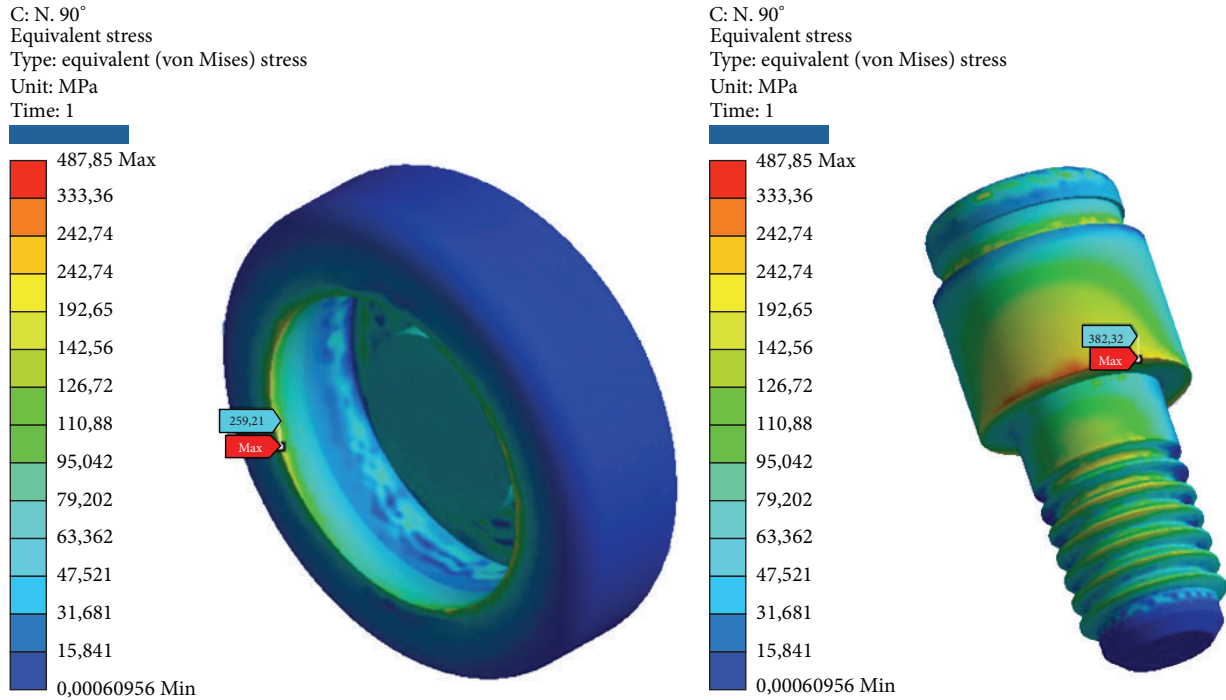 C: N. 90°
Equivalent stress
Type: equivalent (von Mises) stress
Unit: MPa
Time: 1
487,85 Max
333,36
242,74
242,74
192,65
142,56
126,72
110,88
95,042
79,202
63,362
47,521
31,681
15,841
0,00060956 Min
259,21
Max
C: N. 90°
Equivalent stress
Type: equivalent (von Mises) stress
Unit: MPa
Time: 1
487,85 Max
333,36
242,74
242,74
192,65
142,56
126,72
110,88
95,042
79,202
63,362
47,521
31,681
15,841
0,00060956 Min
382,32
Max